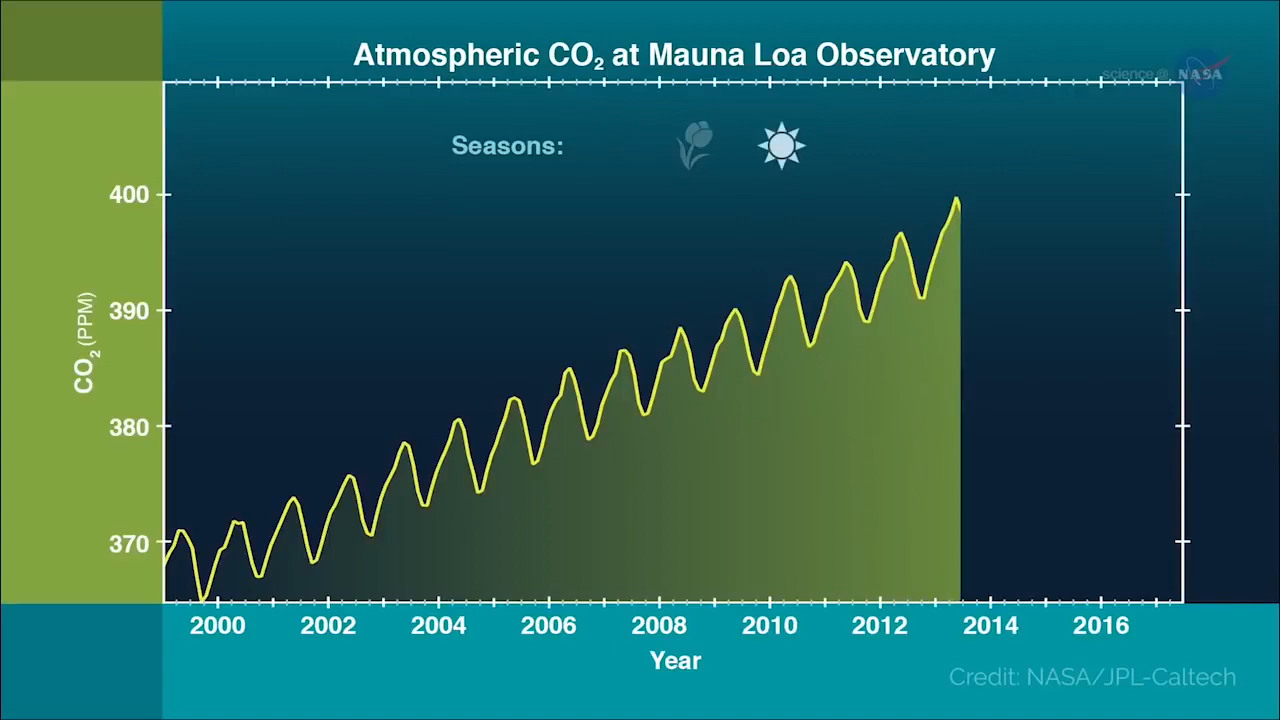 Atmospheric CO₂ at Mauna Loa Observatory
science@ NASA
Seasons:
400
390
380
370
CO₂ (PPM)
2000 2002 2004 2006 2008 2010 2012 2014 2016
Year
Credit: NASA/JPL-Caltech